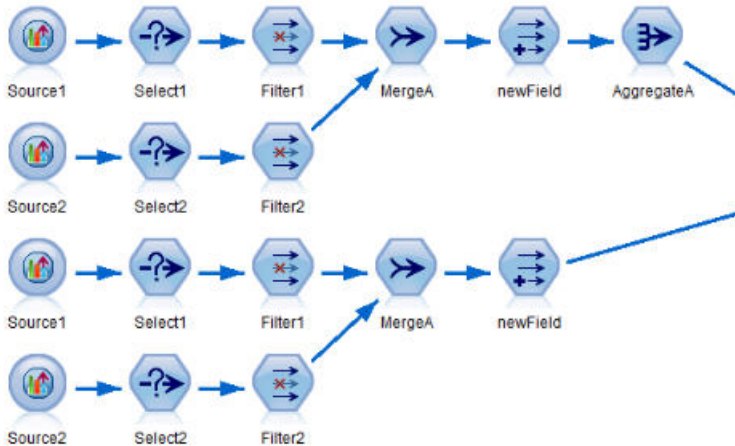 Source1 Select1 Filter1 MergeA newField AggregateA
Source2 Select2 Filter2
Source1 Select1 Filter1 MergeA newField
Source2 Select2 Filter2